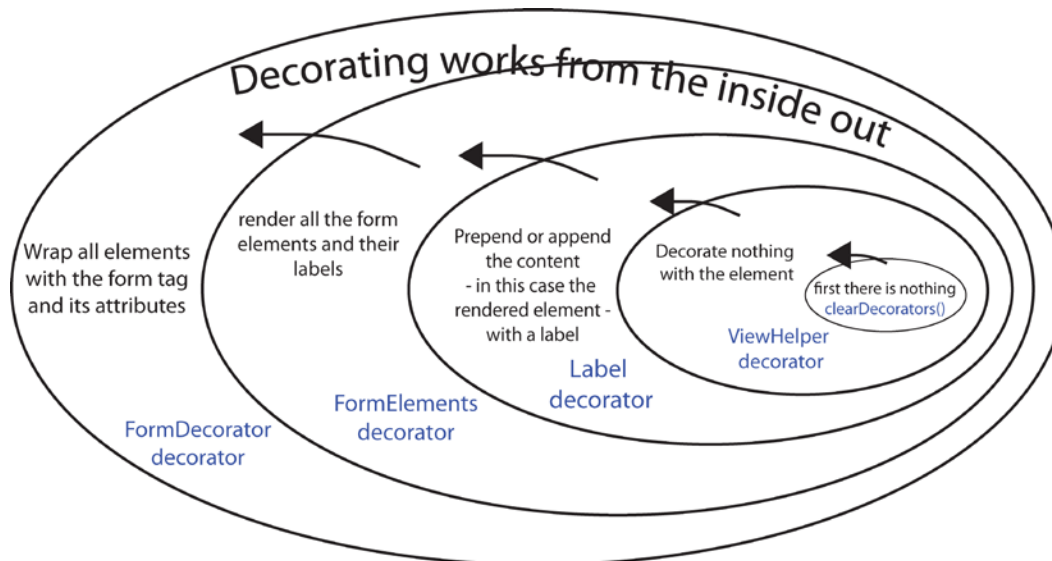 Decorating works from the inside out
Wrap all elements
with the form tag
and its attributes
FormDecorator
decorator
render all the form
elements and their
labels
FormElements
decorator
Prepend or append
the content
- in this case the
rendered element -
with a label
Label
decorator
Decorate nothing
with the element
ViewHelper
decorator
first there is nothing
clearDecorators()